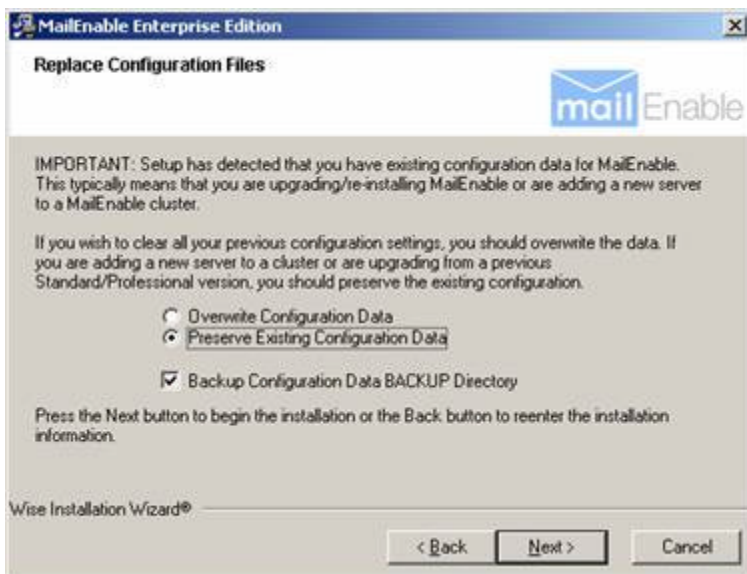 MailEnable Enterprise Edition
Replace Configuration Files
mail Enable
IMPORTANT: Setup has detected that you have existing configuration data for MailEnable.
This typically means that you are upgrading/re-installing MailEnable or are adding a new server
to a MailEnable cluster.
If you wish to clear all your previous configuration settings, you should overwrite the data. If
you are adding a new server to a cluster or are upgrading from a previous
Standard/Professional version, you should preserve the existing configuration.
Overwrite Configuration Data
Preserve Existing Configuration Data
Backup Configuration Data BACKUP Directory
Press the Next button to begin the installation or the Back button to reenter the installation
information.
Wise Installation Wizard®
< Back Next > Cancel